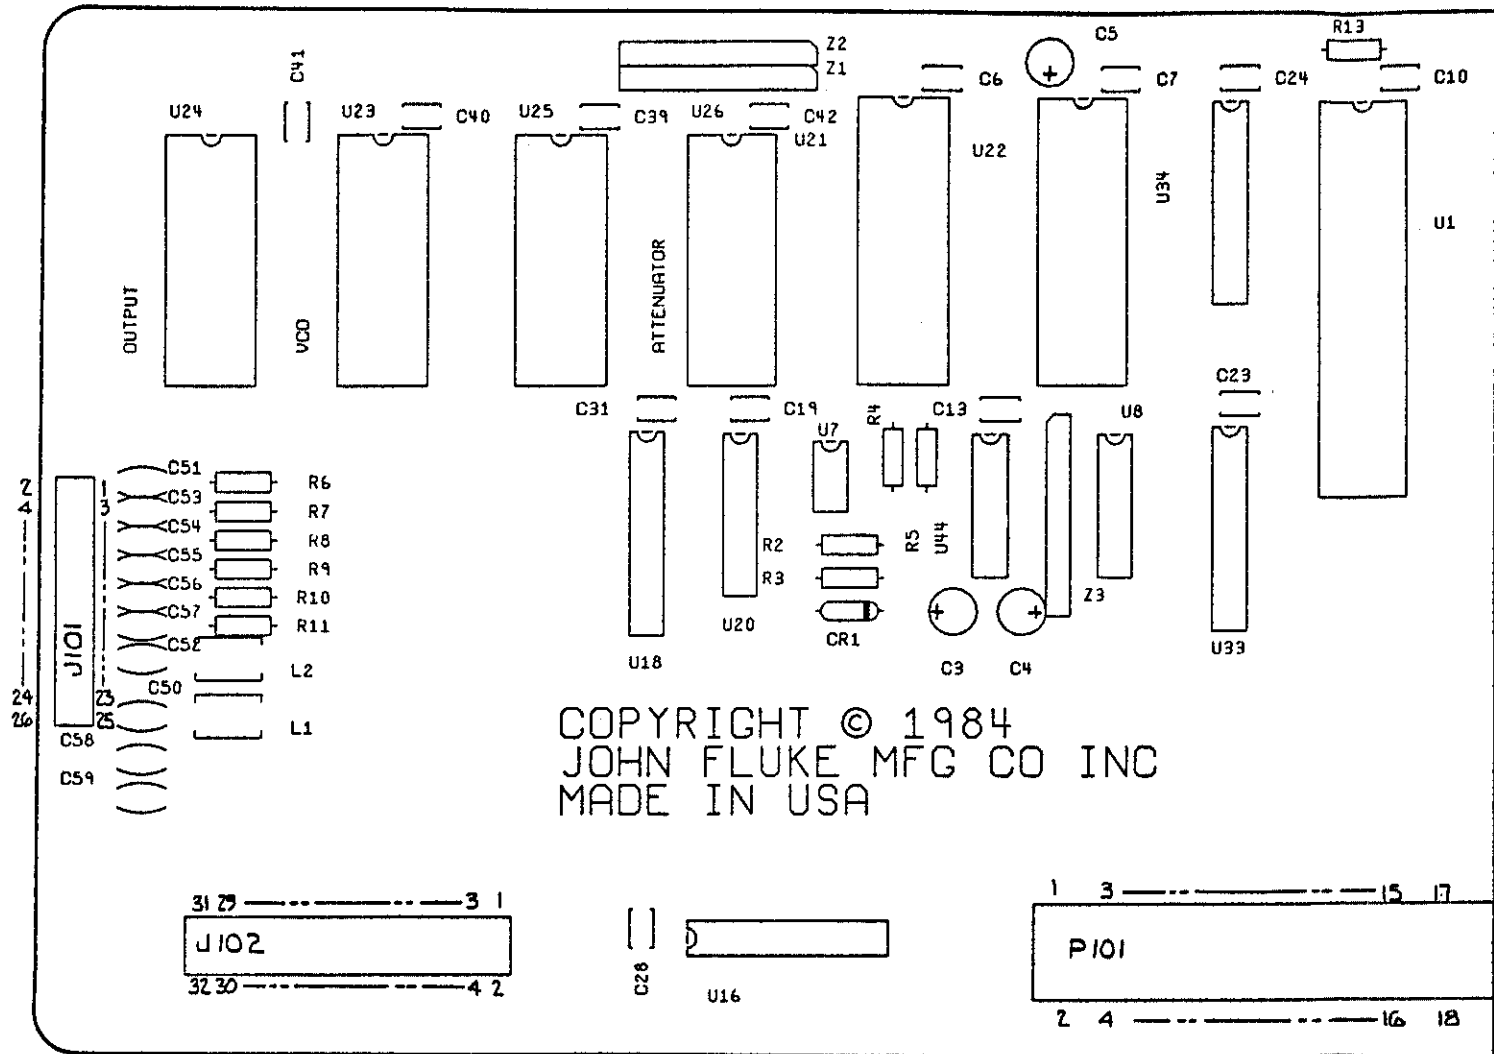 R13
C5
Z2
Z1
C41
C6
C7
C24
C10
U24
U23
C40
U25
C39
U26
C42
U21
U22
U34
U1
OUTPUT
VCO
ATTENUATOR
C31
C19
R4
C13
U8
C23
U7
2
4
1
3
C51
C53
C54
C55
C56
C57
C52
C50
R6
R7
R8
R9
R10
R11
L2
L1
J101
24
26
23
25
C58
C59
R2
R3
R5
U44
CR1
U20
U18
C3
C4
Z3
U33
COPYRIGHT © 1984
JOHN FLUKE MFG CO INC
MADE IN USA
31 29 3 1
J102
32 30 4 2
C28
U16
1 3 15 17
P101
2 4 16 18